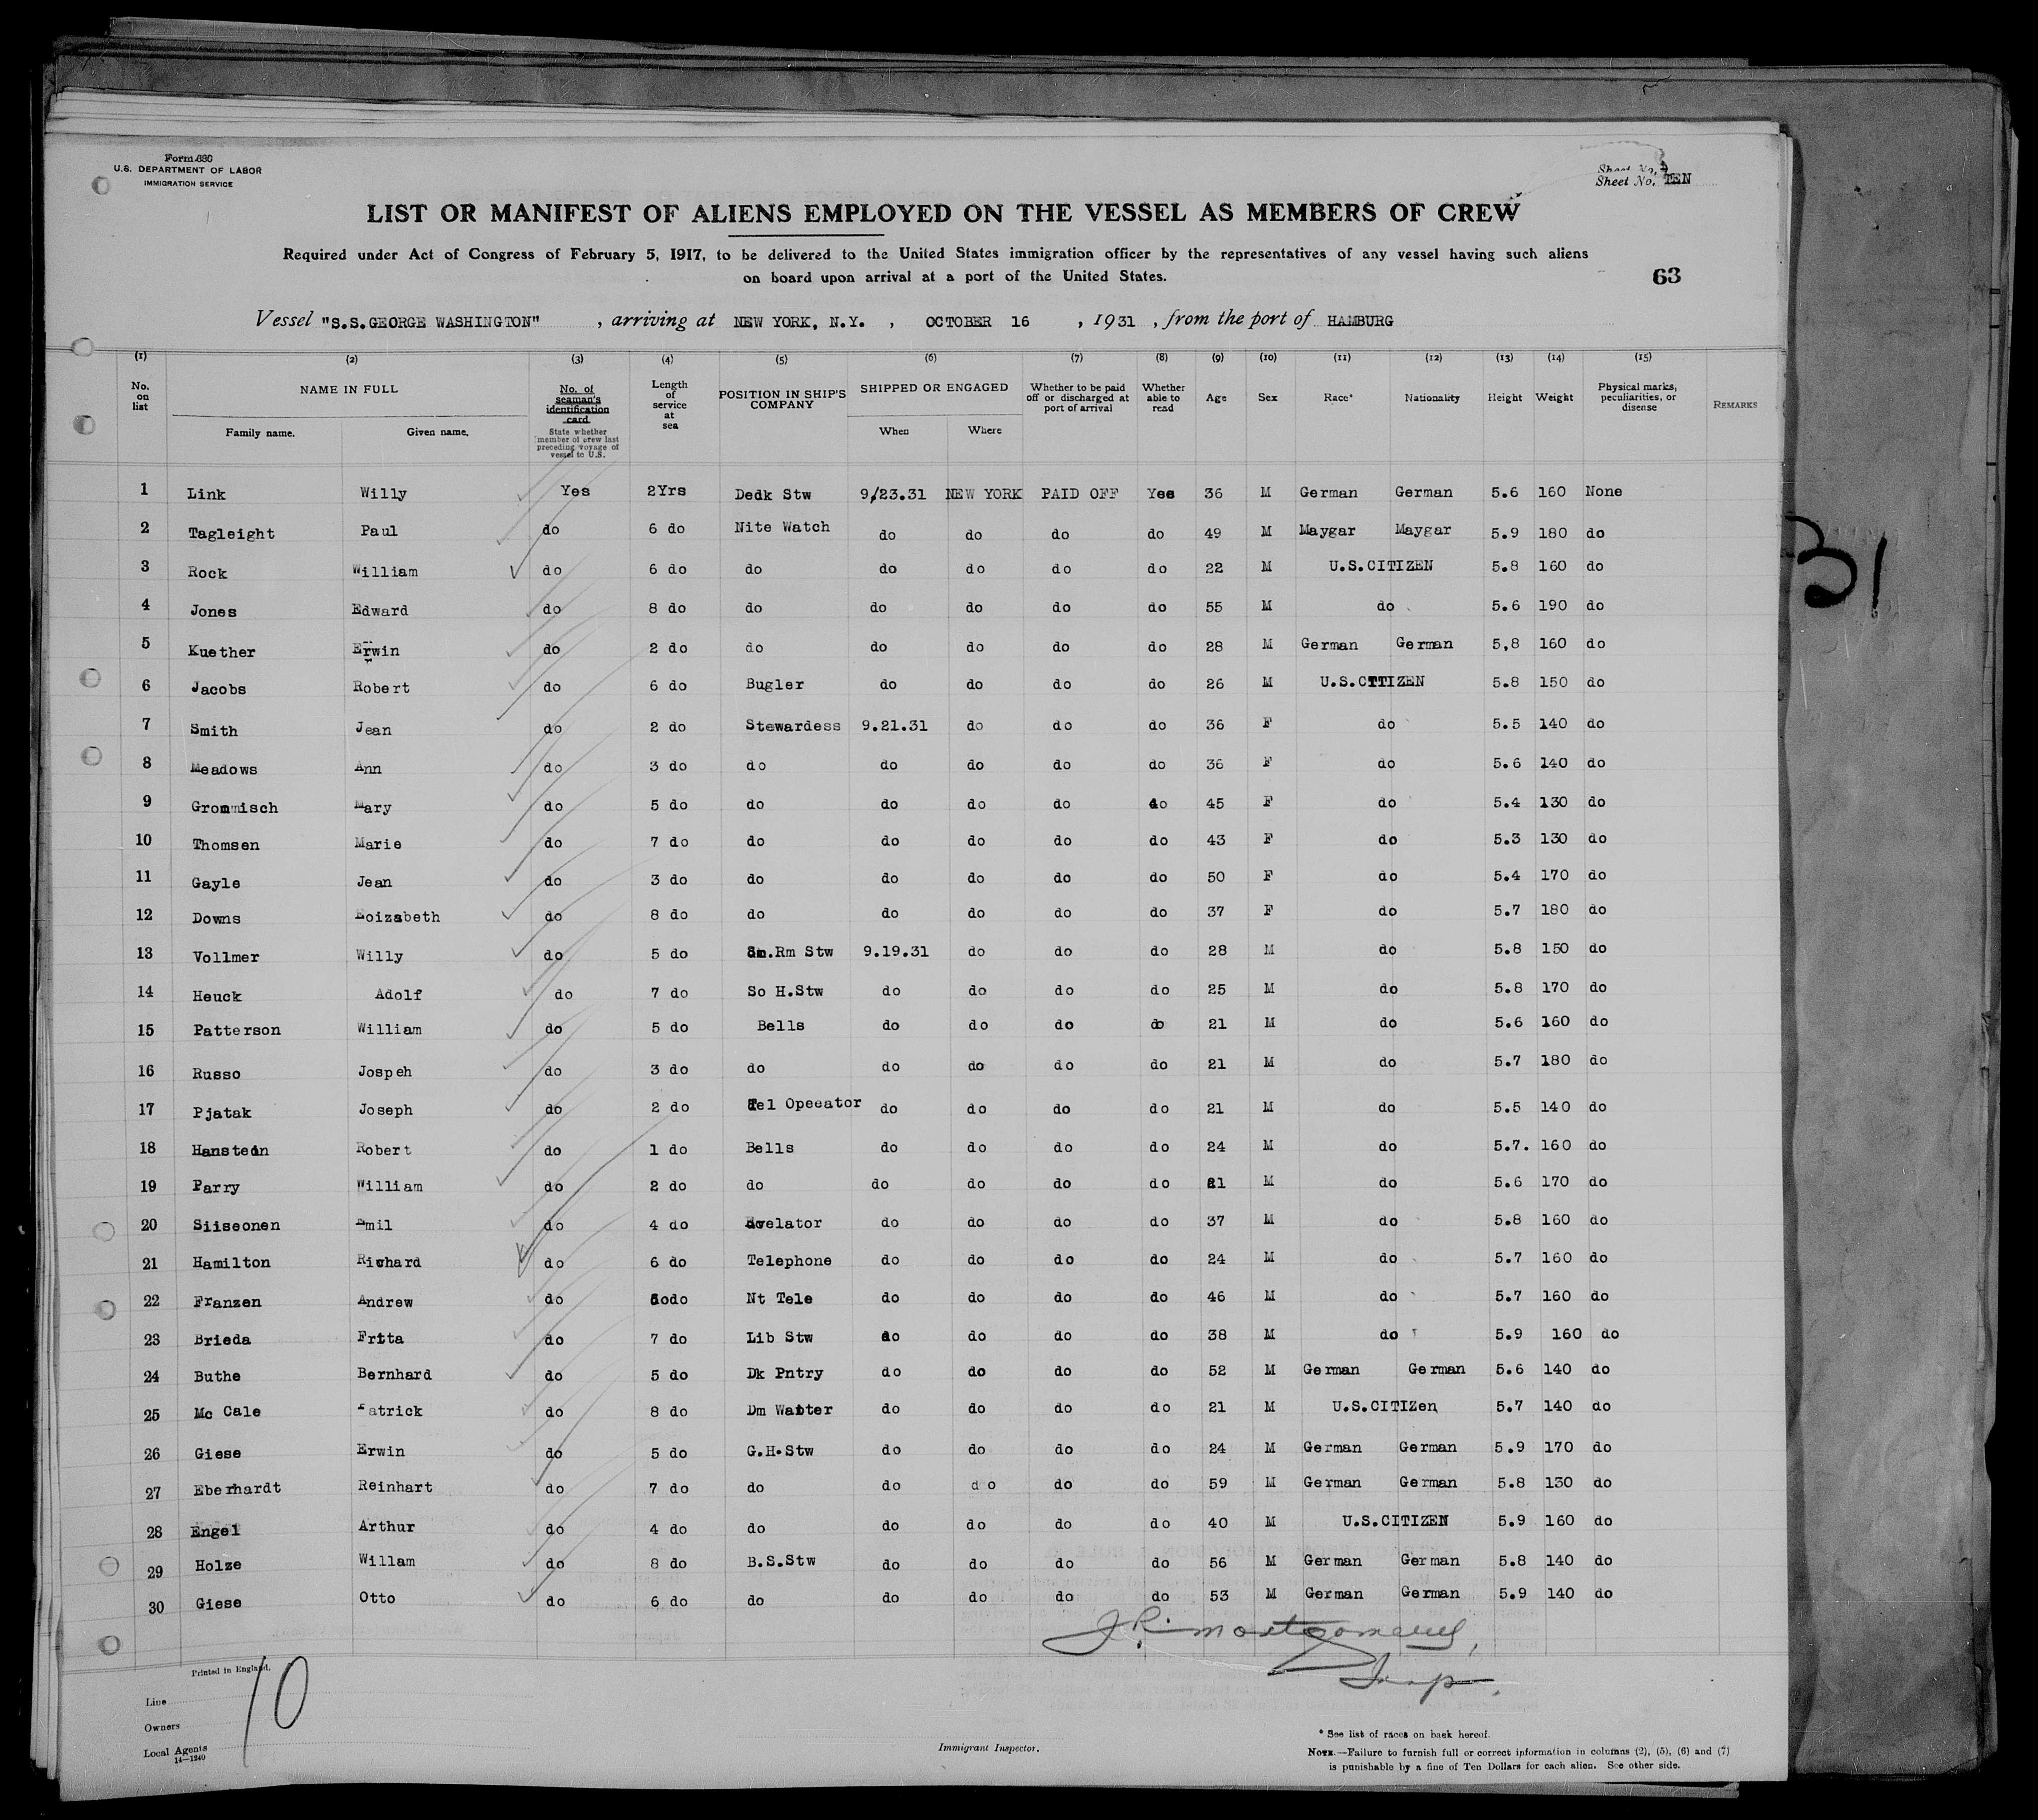 Form 680
U.S. DEPARTMENT OF LABOR
IMMIGRATION SERVICE
Sheet No.
Sheet No. TEN
LIST OR MANIFEST OF ALIENS EMPLOYED ON THE VESSEL AS MEMBERS OF CREW
Required under Act of Congress of February 5, 1917, to be delivered to the United States immigration officer by the representatives of any vessel having such aliens
on board upon arrival at a port of the United States.
63
Vessel "S.S.GEORGE WASHINGTON" , arriving at NEW YORK, N.Y. , OCTOBER 16 , 1931 , from the port of HAMBURG
(1) (2) (3) (4) (5) (6) (7) (8) (9) (10) (11) (12) (13) (14) (15)
No. on list NAME IN FULL Family name. Given name. No. of seaman's identification card State whether member of crew last preceding voyage of vessel to U.S. Length of service at sea POSITION IN SHIP'S COMPANY SHIPPED OR ENGAGED When Where Whether to be paid off or discharged at port of arrival Whether able to read Age Sex Race* Nationality Height Weight Physical marks, peculiarities, or disease REMARKS
1 Link Willy Yes 2Yrs Dedk Stw 9/23.31 NEW YORK PAID OFF Yes 36 M German German 5.6 160 None
2 Tagleight Paul do 6 do Nite Watch do do do do 49 M Maygar Maygar 5.9 180 do
3 Rock William do 6 do do do do do do 22 M U.S.CITIZEN 5.8 160 do
4 Jones Edward do 8 do do do do do do 55 M do 5.6 190 do
5 Kuether Erwin do 2 do do do do do do 28 M German German 5,8 160 do
6 Jacobs Robert do 6 do Bugler do do do do 26 M U.S.CTTIZEN 5.8 150 do
7 Smith Jean do 2 do Stewardess 9.21.31 do do do 36 F do 5.5 140 do
8 Meadows Ann do 3 do do do do do do 36 F do 5.6 140 do
9 Grommisch Mary do 5 do do do do do do 45 F do 5.4 130 do
10 Thomsen Marie do 7 do do do do do do 43 F do 5.3 130 do
11 Gayle Jean do 3 do do do do do do 50 F do 5.4 170 do
12 Downs Eoizabeth do 8 do do do do do do 37 F do 5.7 180 do
13 Vollmer Willy do 5 do Sm.Rm Stw 9.19.31 do do do 28 M do 5.8 150 do
14 Heuck Adolf do 7 do So H.Stw do do do do 25 M do 5.8 170 do
15 Patterson William do 5 do Bells do do do do 21 M do 5.6 160 do
16 Russo Jospeh do 3 do do do do do do 21 M do 5.7 180 do
17 Pjatak Joseph do 2 do Tel Opeeator do do do do 21 M do 5.5 140 do
18 Hanstein Robert do 1 do Bells do do do do 24 M do 5.7. 160 do
19 Parry William do 2 do do do do do do 21 M do 5.6 170 do
20 Siiseonen Emil do 4 do velator do do do do 37 M do 5.8 160 do
21 Hamilton Rivhard do 6 do Telephone do do do do 24 M do 5.7 160 do
22 Franzen Andrew do do Nt Tele do do do do 46 M do 5.7 160 do
23 Brieda Frita do 7 do Lib Stw do do do do 38 M do 5.9 160 do
24 Buthe Bernhard do 5 do Dk Pntry do do do do 52 M German German 5.6 140 do
25 Mc Cale Patrick do 8 do Dm Waiter do do do do 21 M U.S.CITIZen 5.7 140 do
26 Giese Erwin do 5 do G.H.Stw do do do do 24 M German German 5.9 170 do
27 Eberhardt Reinhart do 7 do do do do do do 59 M German German 5.8 130 do
28 Engel Arthur do 4 do do do do do do 40 M U.S.CITIZEN 5.9 160 do
29 Holze Willam do 8 do B.S.Stw do do do do 56 M German German 5.8 140 do
30 Giese Otto do 6 do do do do do do 53 M German German 5.9 140 do
J.R. Montgomery,
Insp.
Printed in England.
10
Line
Owners
Local Agents
14—1240
Immigrant Inspector.
* See list of races on back hereof.
NOTE.—Failure to furnish full or correct information in columns (2), (5), (6) and (7)
is punishable by a fine of Ten Dollars for each alien. See other side.
31